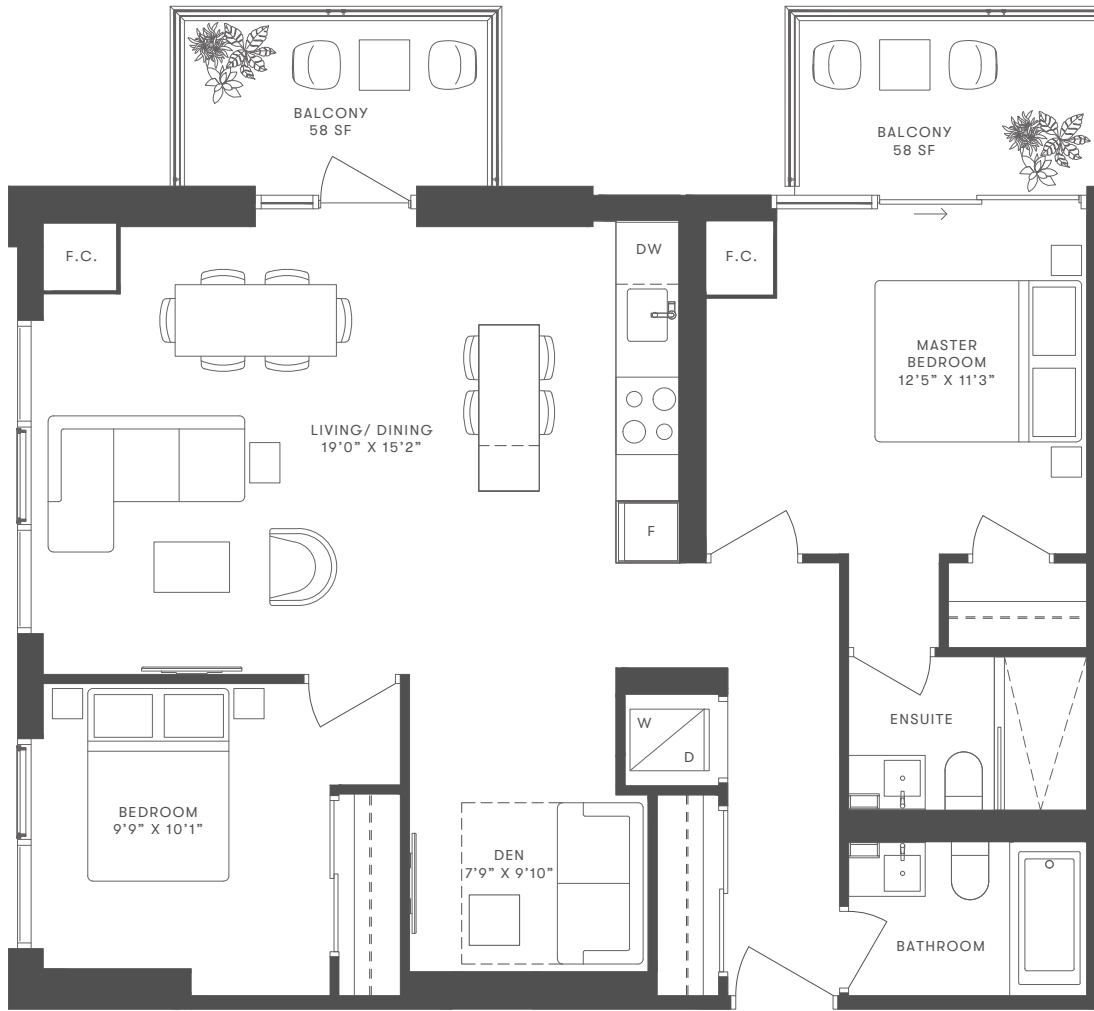 BALCONY
58 SF
BALCONY
58 SF
F.C.
DW
F.C.
MASTER
BEDROOM
12'5" X 11'3"
LIVING/ DINING
19'0" X 15'2"
F
W
D
ENSUITE
BEDROOM
9'9" X 10'1"
DEN
7'9" X 9'10"
BATHROOM